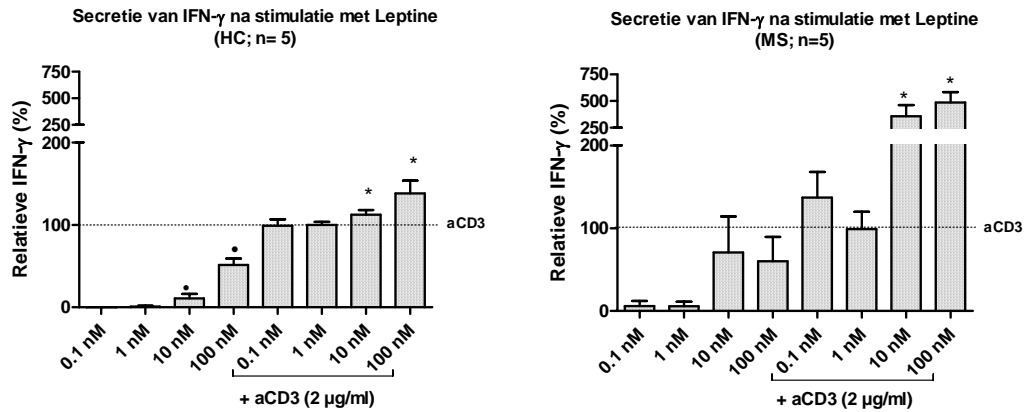 Secretie van IFN-γ na stimulatie met Leptine
(HC; n= 5)
Relatieve IFN-γ (%)
750
500
250
200
100
0
*
*
aCD3
0.1 nM
1 nM
10 nM
100 nM
0.1 nM
1 nM
10 nM
100 nM
+ aCD3 (2 µg/ml)
Secretie van IFN-γ na stimulatie met Leptine
(MS; n=5)
Relatieve IFN-γ (%)
750
500
250
200
100
0
*
*
aCD3
0.1 nM
1 nM
10 nM
100 nM
0.1 nM
1 nM
10 nM
100 nM
+ aCD3 (2 µg/ml)